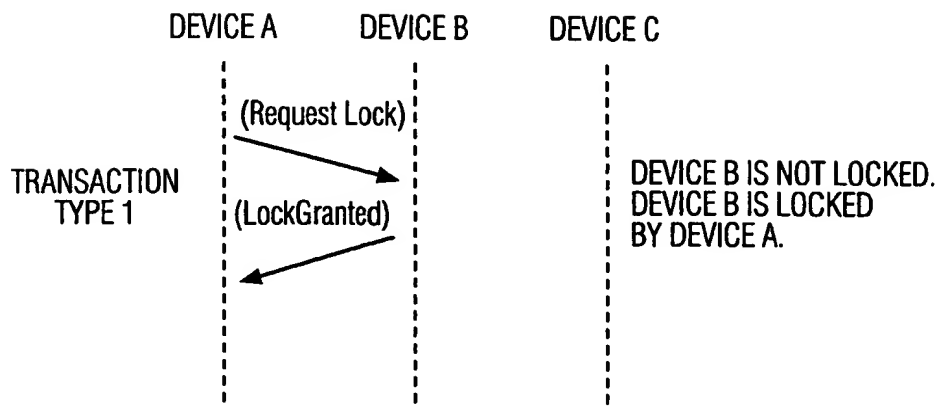 DEVICE A
DEVICE B
DEVICE C
(Request Lock)
TRANSACTION
TYPE 1
(LockGranted)
DEVICE B IS NOT LOCKED.
DEVICE B IS LOCKED
BY DEVICE A.